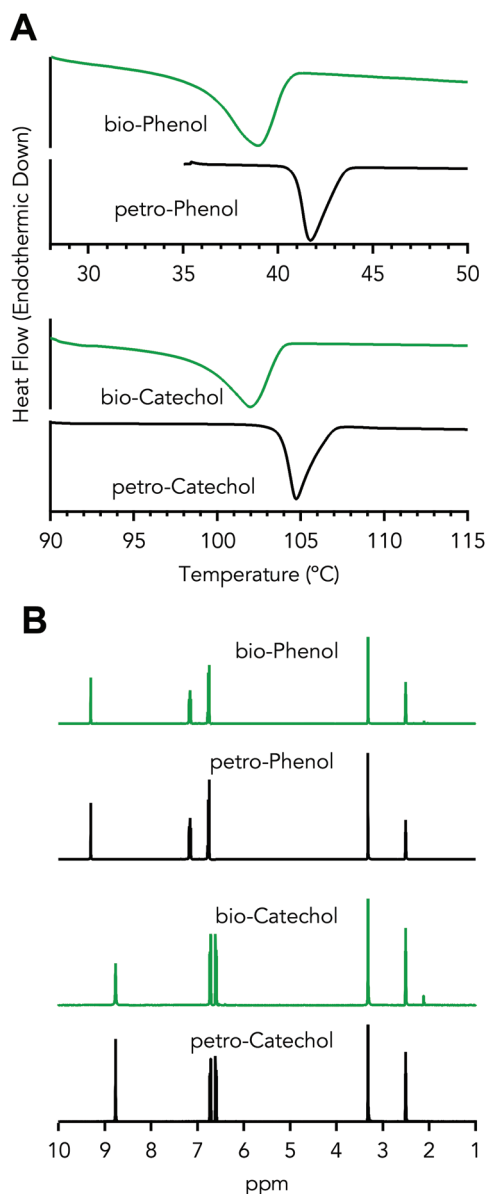 A
bio-Phenol
petro-Phenol
30 35 40 45 50
bio-Catechol
petro-Catechol
90 95 100 105 110 115
Temperature (ºC)
Heat Flow (Endothermic Down)
B
bio-Phenol
petro-Phenol
bio-Catechol
petro-Catechol
10 9 8 7 6 5 4 3 2 1
ppm